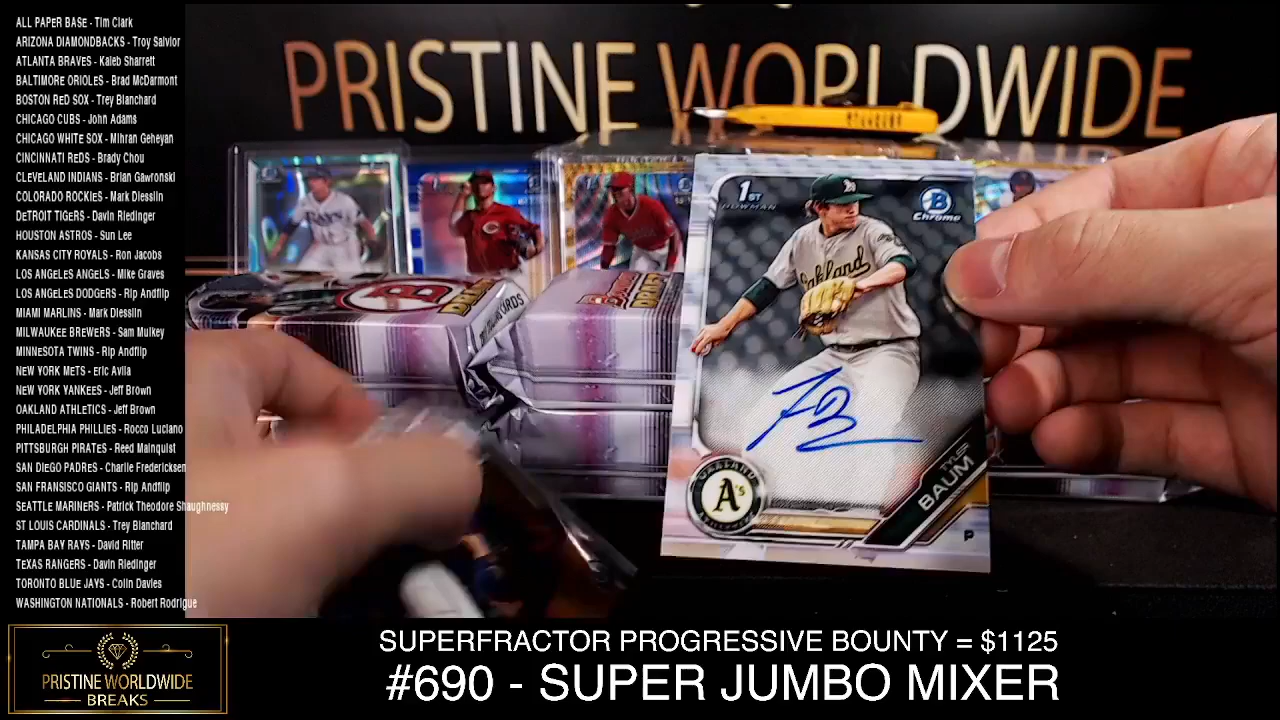 ALL PAPER BASE - Tim Clark
ARIZONA DIAMONDBACKS - Troy Salvior
ATLANTA BRAVES - Kaleb Sharrett
BALTIMORE ORIOLES - Brad McDarmont
BOSTON RED SOX - Trey Blanchard
CHICAGO CUBS - John Adams
CHICAGO WHITE SOX - Mihran Geheyan
CINCINNATI REDS - Brady Chou
CLEVELAND INDIANS - Brian Gawronski
COLORADO ROCKIES - Mark Diesslin
DETROIT TIGERS - Davin Riedinger
HOUSTON ASTROS - Sun Lee
KANSAS CITY ROYALS - Ron Jacobs
LOS ANGELES ANGELS - Mike Graves
LOS ANGELES DODGERS - Rip Andflip
MIAMI MARLINS - Mark Diesslin
MILWAUKEE BREWERS - Sam Mulkey
MINNESOTA TWINS - Rip Andflip
NEW YORK METS - Eric Avila
NEW YORK YANKEES - Jeff Brown
OAKLAND ATHLETICS - Jeff Brown
PHILADELPHIA PHILLIES - Rocco Luciano
PITTSBURGH PIRATES - Reed Mainquist
SAN DIEGO PADRES - Charlie Fredericksen
SAN FRANSISCO GIANTS - Rip Andflip
SEATTLE MARINERS - Patrick Theodore Shaughnessy
ST LOUIS CARDINALS - Trey Blanchard
TAMPA BAY RAYS - David Ritter
TEXAS RANGERS - Davin Riedinger
TORONTO BLUE JAYS - Colin Davies
WASHINGTON NATIONALS - Robert Rodrigue
PRISTINE WORLDWIDE
1ST
BOWMAN
B
Chrome
Oakland
OAKLAND
A's
TYLER
BAUM
P
RAYS
B
DRAFT
PRISTINE WORLDWIDE
BREAKS
SUPERFRACTOR PROGRESSIVE BOUNTY = $1125
#690 - SUPER JUMBO MIXER